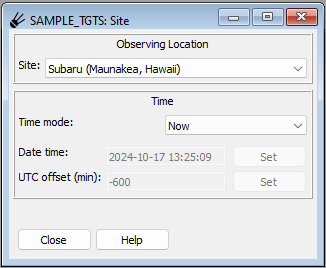 SAMPLE_TGTS: Site
Observing Location
Site: Subaru (Maunakea, Hawaii)
Time
Time mode: Now
Date time: 2024-10-17 13:25:09 Set
UTC offset (min): -600 Set
Close Help